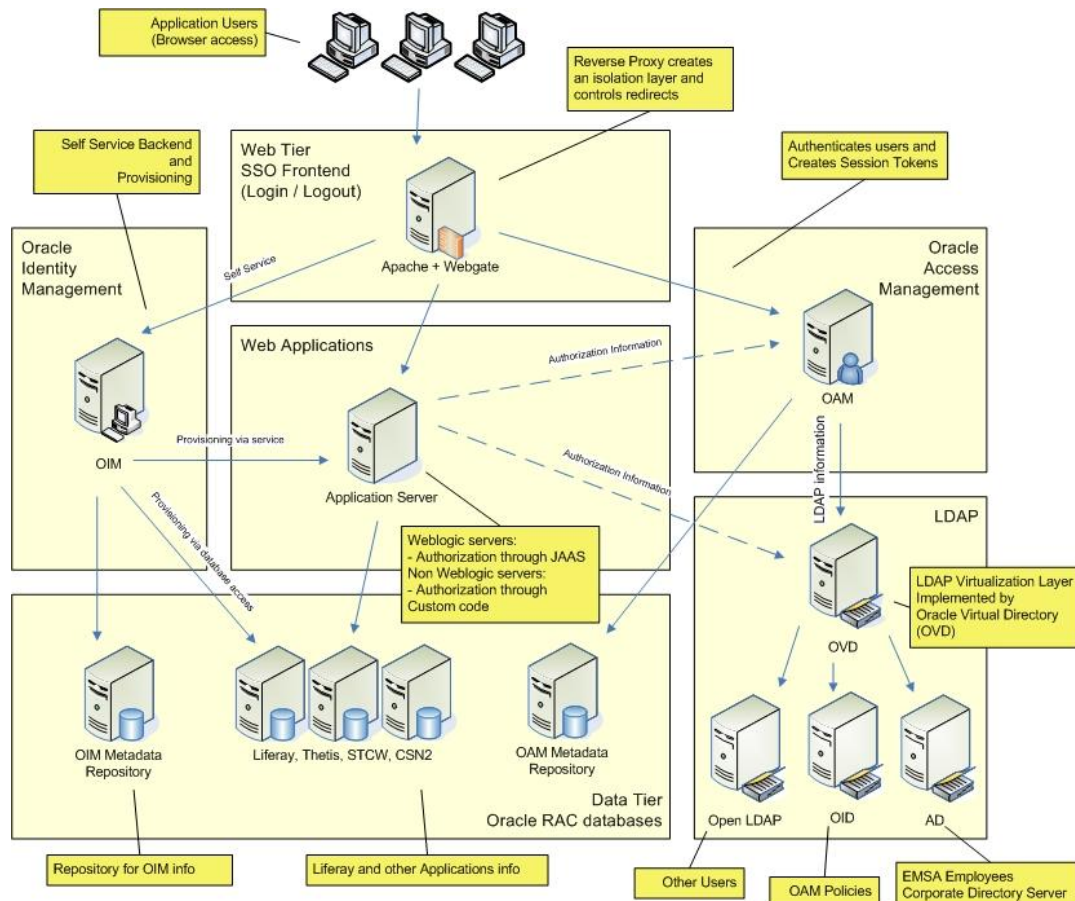 Application Users
(Browser access)
Reverse Proxy creates
an isolation layer and
controls redirects
Self Service Backend
and
Provisioning
Web Tier
SSO Frontend
(Login / Logout)
Authenticates users and
Creates Session Tokens
Apache + Webgate
Oracle
Identity
Management
Self Service
Oracle
Access
Management
Web Applications
Authorization Information
OAM
OIM
Provisioning via service
Application Server
Authorization Information
LDAP information
Provisioning via database access
Weblogic servers:
- Authorization through JAAS
Non Weblogic servers:
- Authorization through
Custom code
LDAP
LDAP Virtualization Layer
Implemented by
Oracle Virtual Directory
(OVD)
OVD
OIM Metadata
Repository
Liferay, Thetis, STCW, CSN2
OAM Metadata
Repository
Data Tier
Oracle RAC databases
Open LDAP
OID
AD
Repository for OIM info
Liferay and other Applications info
Other Users
OAM Policies
EMSA Employees
Corporate Directory Server